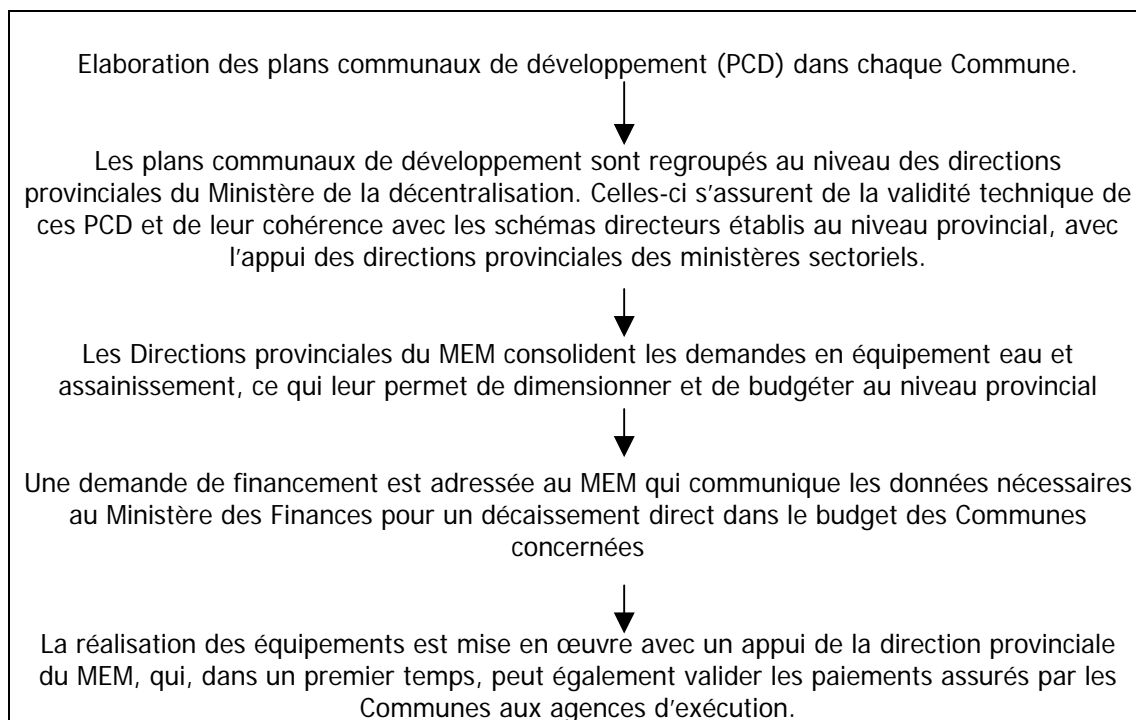 Elaboration des plans communaux de développement (PCD) dans chaque Commune.
Les plans communaux de développement sont regroupés au niveau des directions
provinciales du Ministère de la décentralisation. Celles-ci s'assurent de la validité technique de
ces PCD et de leur cohérence avec les schémas directeurs établis au niveau provincial, avec
l'appui des directions provinciales des ministères sectoriels.
Les Directions provinciales du MEM consolident les demandes en équipement eau et
assainissement, ce qui leur permet de dimensionner et de budgéter au niveau provincial
Une demande de financement est adressée au MEM qui communique les données nécessaires
au Ministère des Finances pour un décaissement direct dans le budget des Communes
concernées
La réalisation des équipements est mise en œuvre avec un appui de la direction provinciale
du MEM, qui, dans un premier temps, peut également valider les paiements assurés par les
Communes aux agences d'exécution.